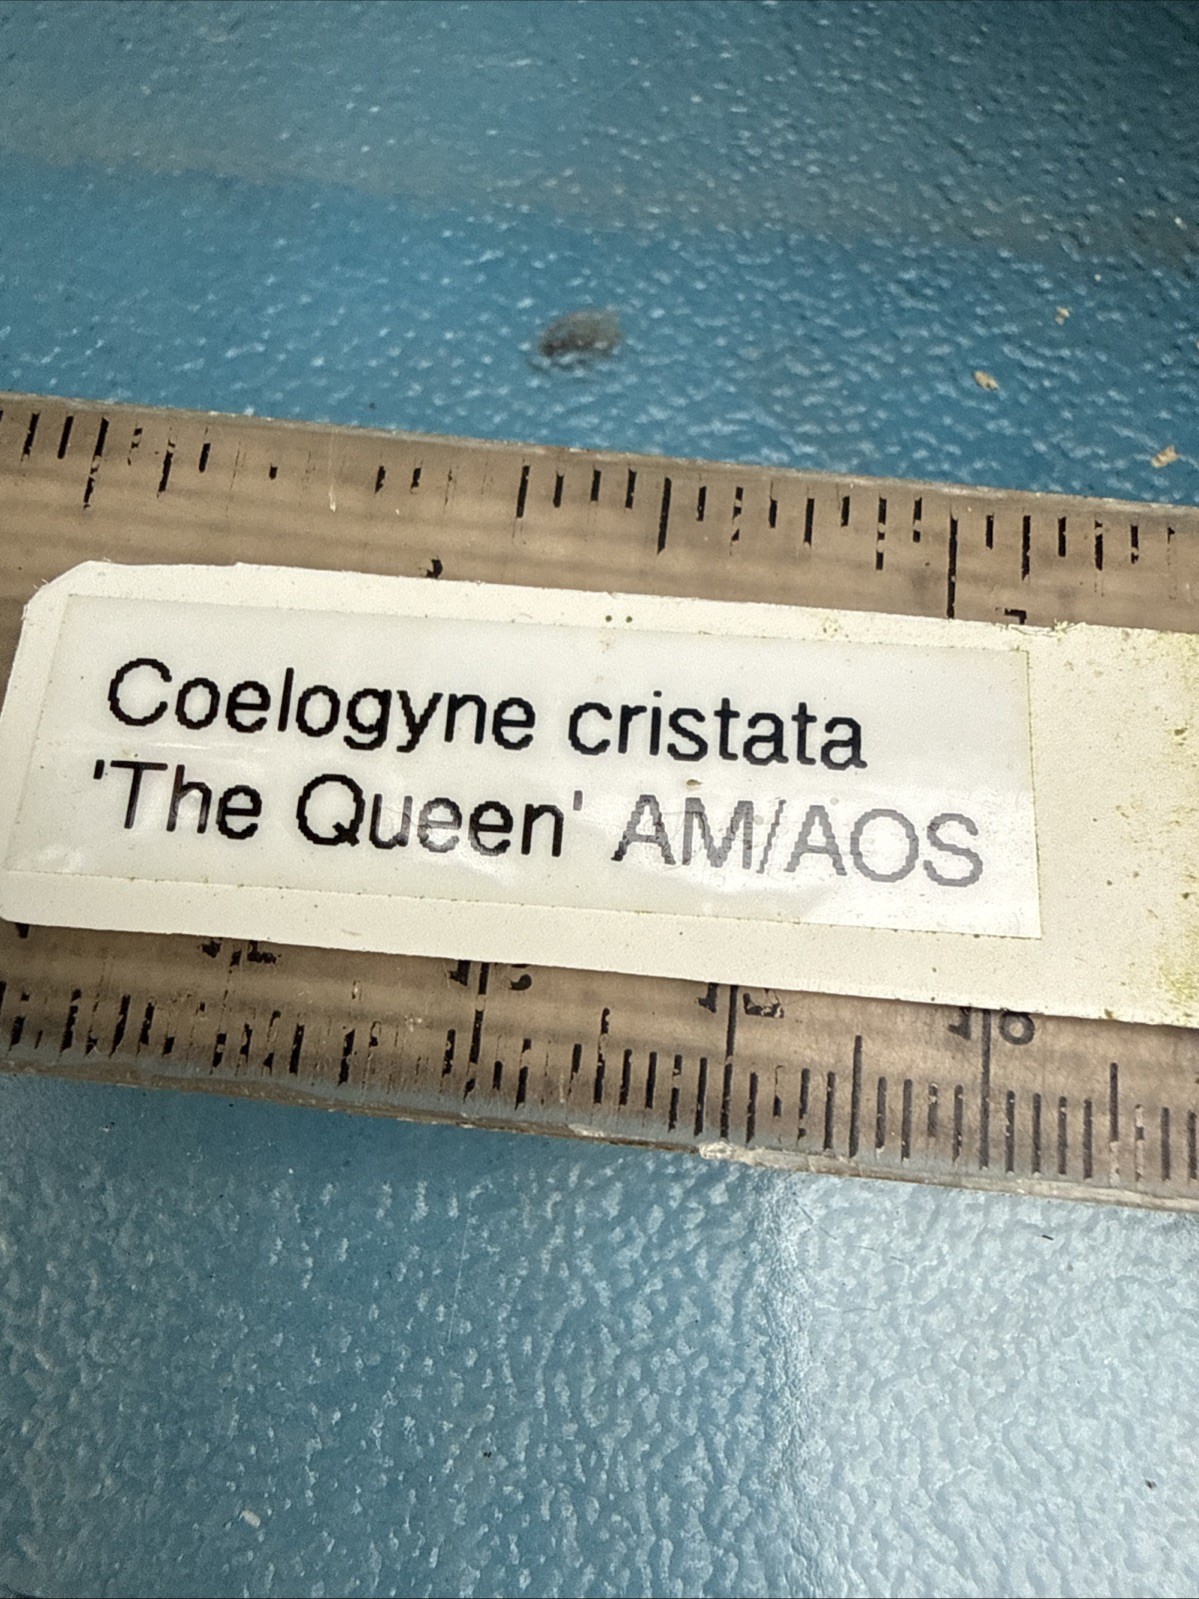 Coelogyne cristata
'The Queen' AM/AOS